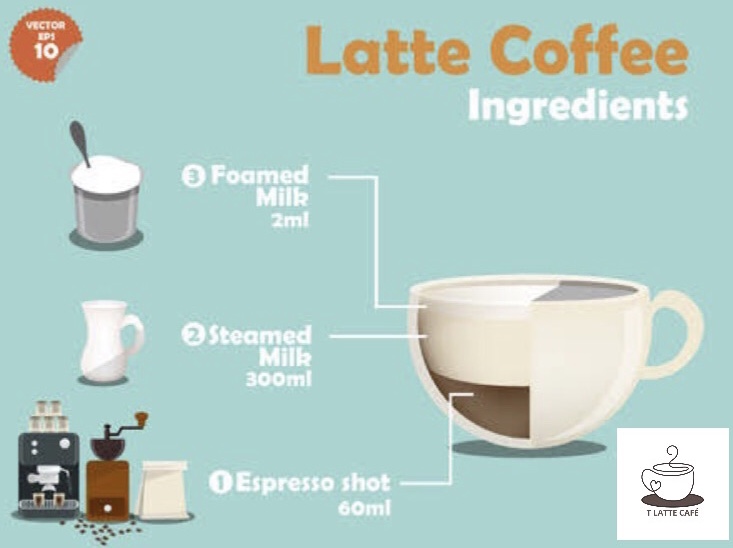 VECTOR
EPS
10
Latte Coffee
Ingredients
3 Foamed
Milk
2ml
2 Steamed
Milk
300ml
1 Espresso shot
60ml
T LATTE CAFÉ